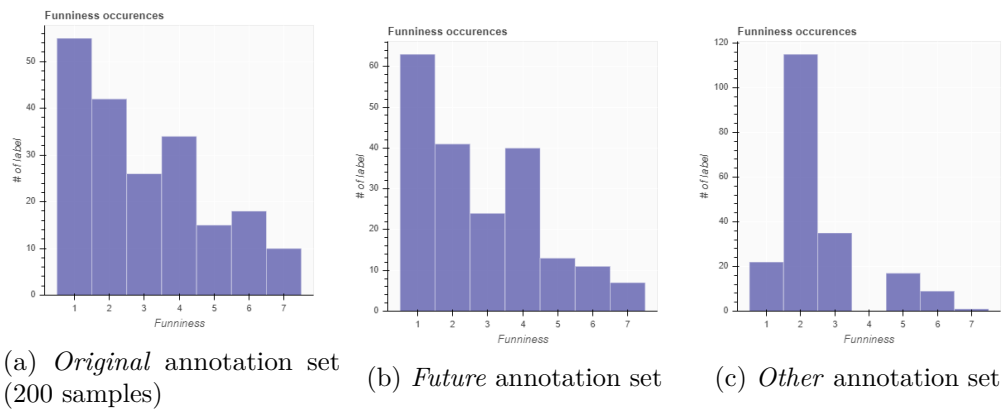 Funniness occurences
# of label
50
40
30
20
10
0
1 2 3 4 5 6 7
Funniness
(a) Original annotation set
(200 samples)
Funniness occurences
# of label
60
50
40
30
20
10
0
1 2 3 4 5 6 7
Funniness
(b) Future annotation set
Funniness occurences
# of label
120
100
80
60
40
20
0
1 2 3 4 5 6 7
Funniness
(c) Other annotation set